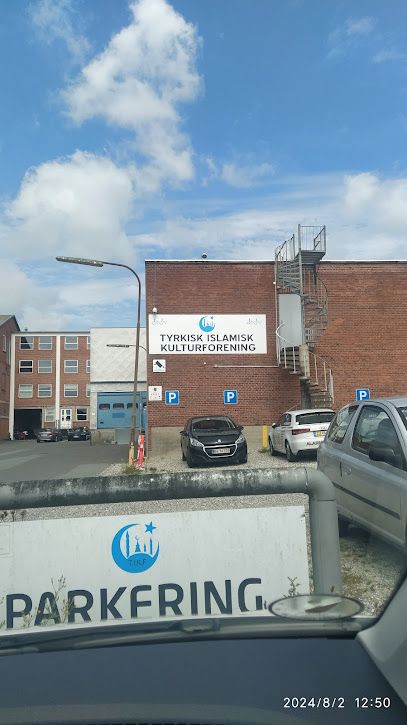 TYRKISK ISLAMISK
KULTURFORENING
P
P
P
T.I.K.F
PARKERING
2024/8/2 12:50